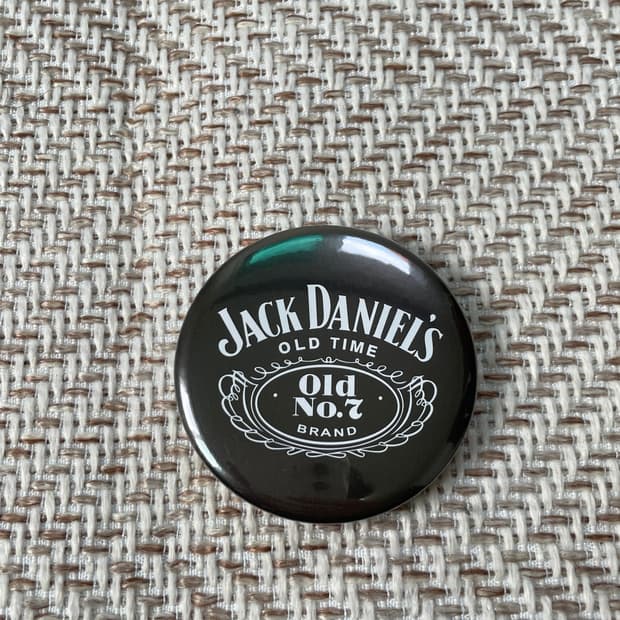 JACK DANIEL'S
OLD TIME
Old
No.7
BRAND